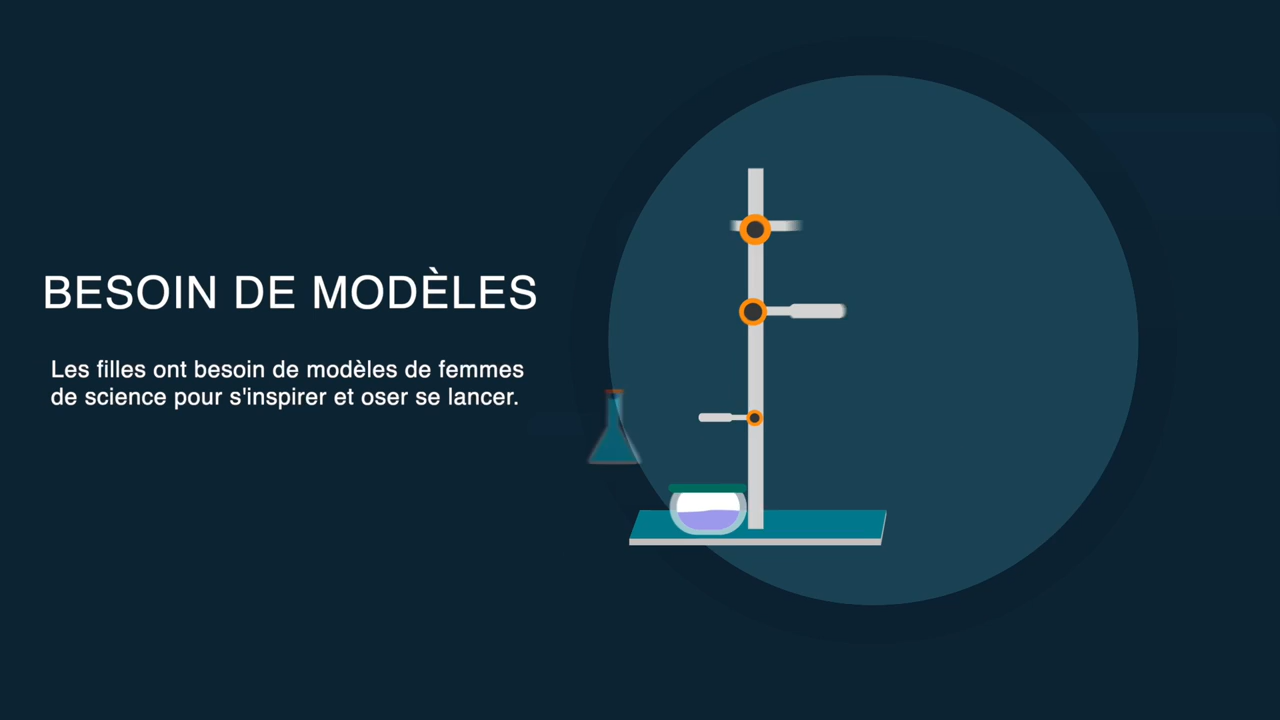 BESOIN DE MODÈLES
Les filles ont besoin de modèles de femmes
de science pour s'inspirer et oser se lancer.